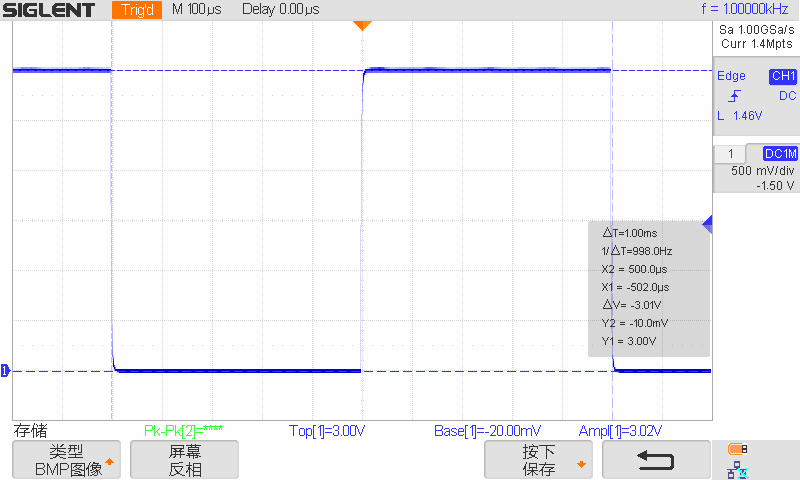 SIGLENT Trig'd M 100μs Delay 0.00μs f = 1.00000kHz
Sa 1.00GSa/s
Curr 1.4Mpts
Edge CH1
DC
L 1.46V
1 DC1M
500 mV/div
-1.50 V
△T=1.00ms
1/△T=998.0Hz
X2 = 500.0μs
X1 = -502.0μs
△V= -3.01V
Y2 = -10.0mV
Y1 = 3.00V
1
存储 Pk-Pk[2]=**** Top[1]=3.00V Base[1]=-20.00mV Ampl[1]=3.02V
类型
BMP图像
屏幕
反相
按下
保存